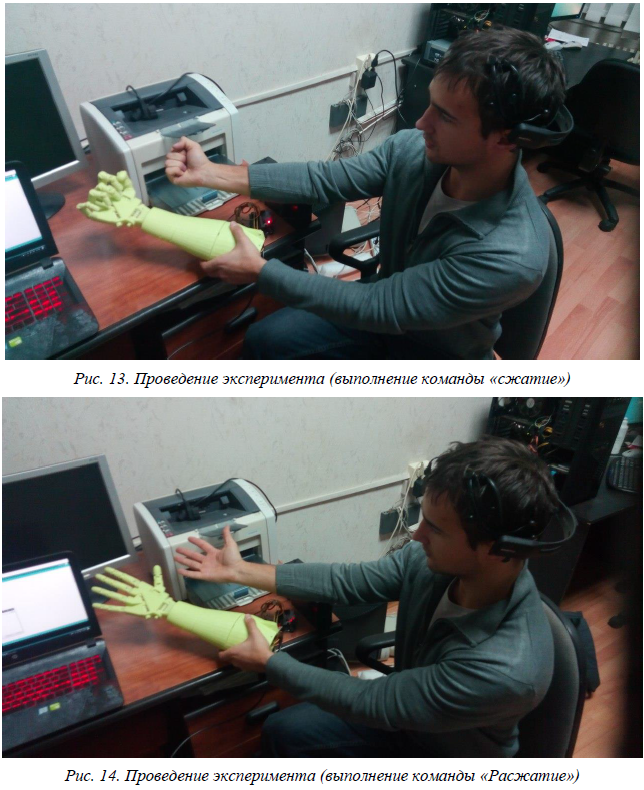 Рис. 13. Проведение эксперимента (выполнение команды «сжатие»)
Рис. 14. Проведение эксперимента (выполнение команды «Расжатие»)